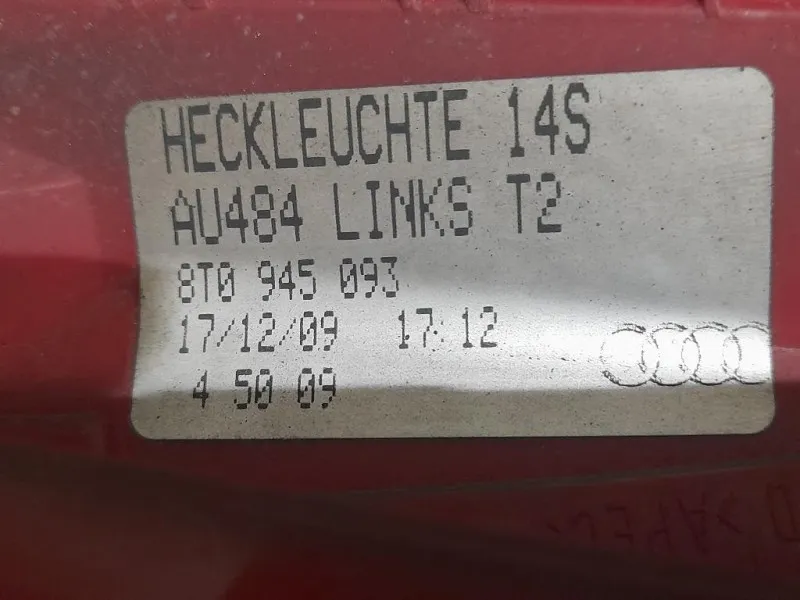 HECKLEUCHTE 14S
AU484 LINKS T2
8T0 945 093
17/12/09 17:12
4 50 09